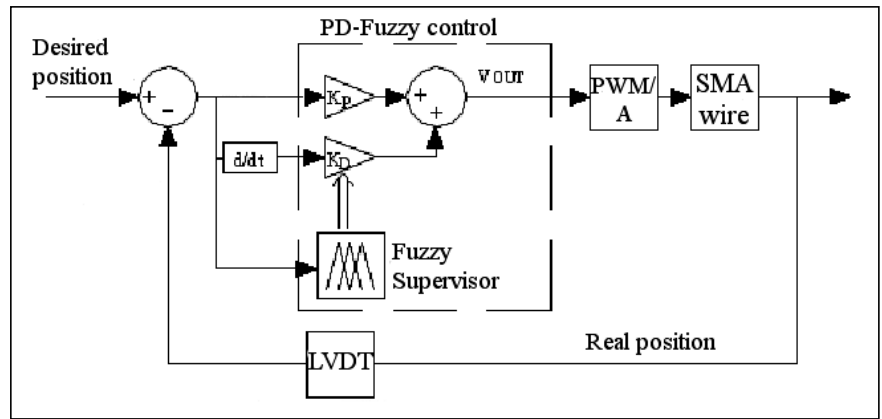 PD-Fuzzy control
Desired
position
+
-
KP
+
+
VOUT
PWM/
A
SMA
wire
d/dt
KD
Fuzzy
Supervisor
Real position
LVDT